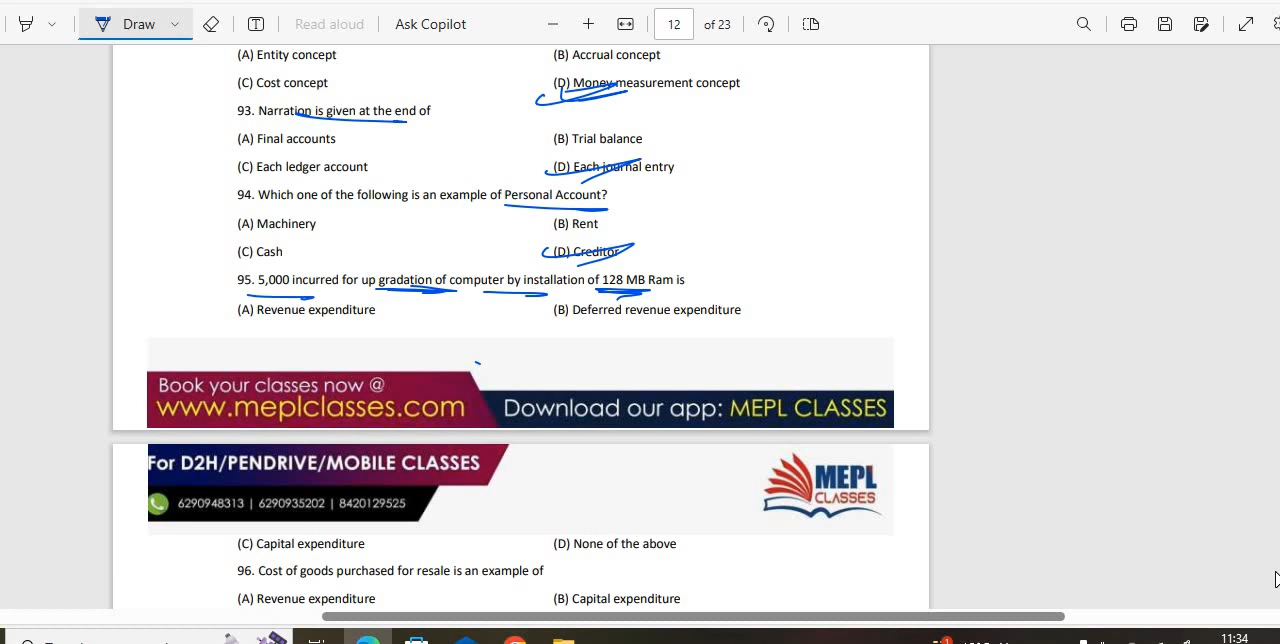 Draw
Read aloud
Ask Copilot
12 of 23
(A) Entity concept (B) Accrual concept
(C) Cost concept (D) Money measurement concept
93. Narration is given at the end of
(A) Final accounts (B) Trial balance
(C) Each ledger account (D) Each journal entry
94. Which one of the following is an example of Personal Account?
(A) Machinery (B) Rent
(C) Cash (D) Creditor
95. 5,000 incurred for up gradation of computer by installation of 128 MB Ram is
(A) Revenue expenditure (B) Deferred revenue expenditure
Book your classes now @
www.meplclasses.com
Download our app: MEPL CLASSES
For D2H/PENDRIVE/MOBILE CLASSES
6290948313 | 6290935202 | 8420129525
MEPL
CLASSES
(C) Capital expenditure (D) None of the above
96. Cost of goods purchased for resale is an example of
(A) Revenue expenditure (B) Capital expenditure
11:34